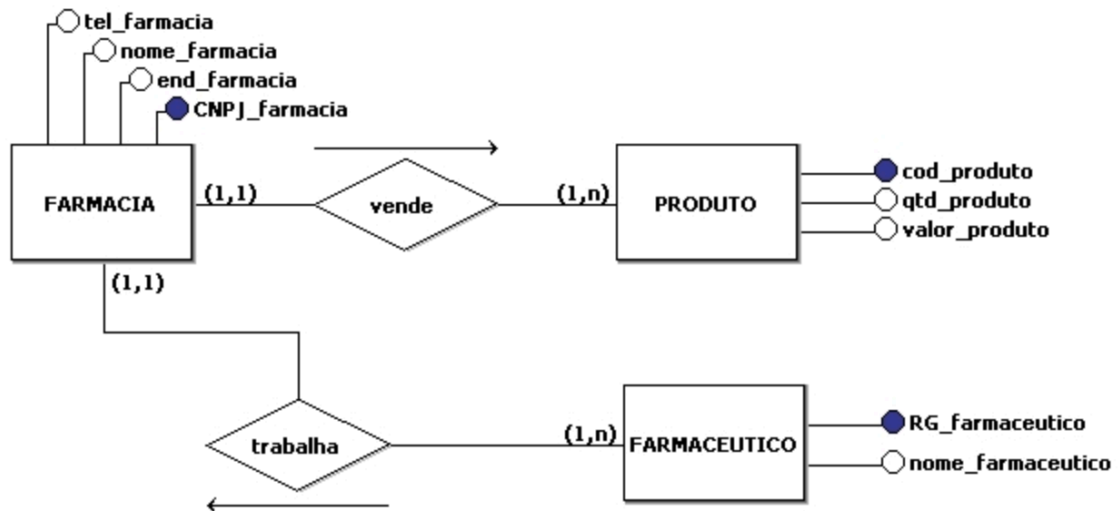 tel_farmacia
nome_farmacia
end_farmacia
CNPJ_farmacia
FARMACIA
(1,1)
vende
(1,n)
PRODUTO
cod_produto
qtd_produto
valor_produto
(1,1)
trabalha
(1,n)
FARMACEUTICO
RG_farmaceutico
nome_farmaceutico